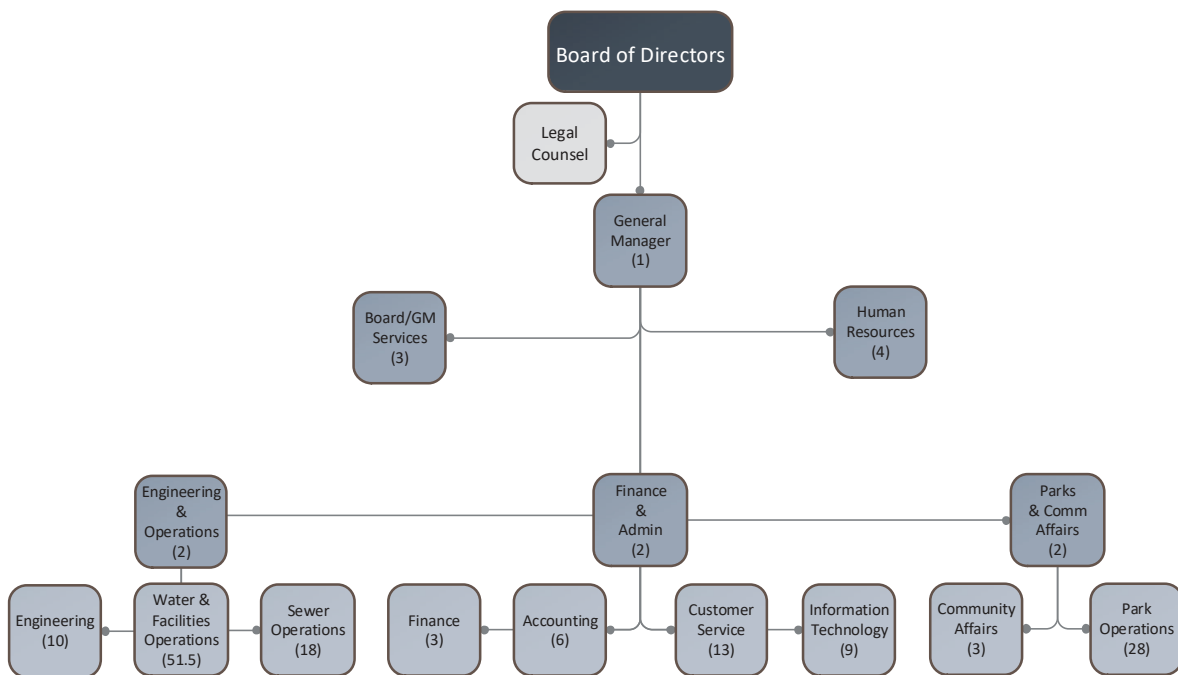 Board of Directors
Legal
Counsel
General
Manager
(1)
Board/GM
Services
(3)
Human
Resources
(4)
Engineering
&
Operations
(2)
Finance
&
Admin
(2)
Parks
& Comm
Affairs
(2)
Engineering
(10)
Water &
Facilities
Operations
(51.5)
Sewer
Operations
(18)
Finance
(3)
Accounting
(6)
Customer
Service
(13)
Information
Technology
(9)
Community
Affairs
(3)
Park
Operations
(28)